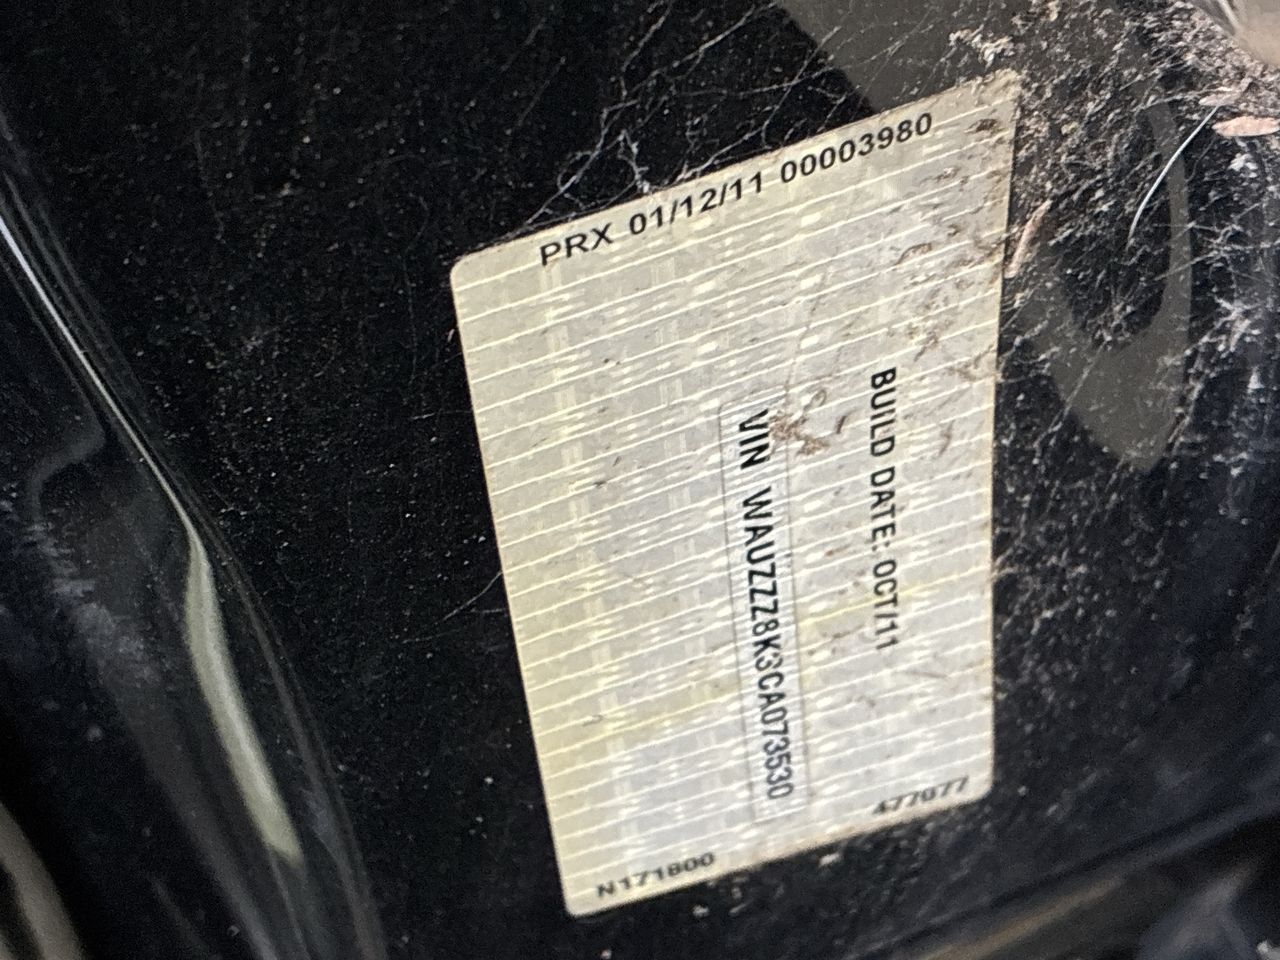 PRX 01/12/11 00003980
BUILD DATE: OCT/11
VIN WAUZZZ8K3CA073530
477077
N171800